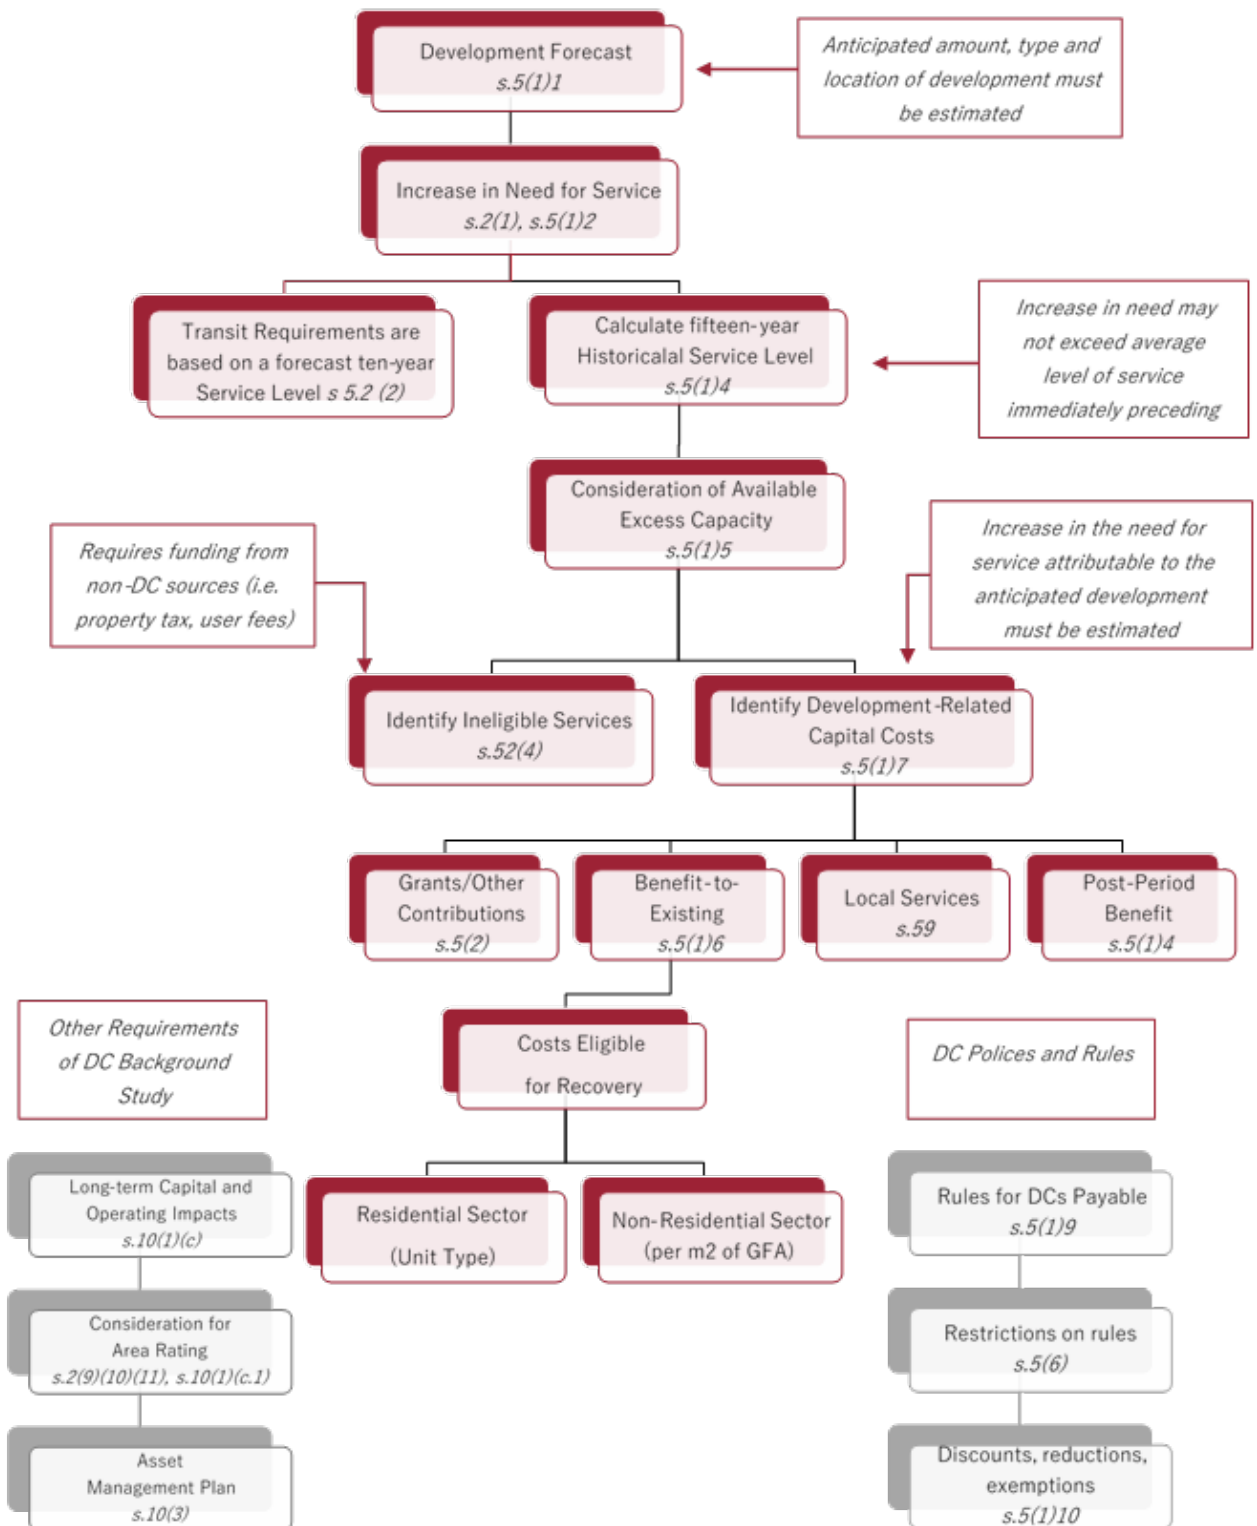 Development Forecast
s.5(1)1
Anticipated amount, type and
location of development must
be estimated
Increase in Need for Service
s.2(1), s.5(1)2
Transit Requirements are
based on a forecast ten-year
Service Level s 5.2 (2)
Calculate fifteen-year
Historicalal Service Level
s.5(1)4
Increase in need may
not exceed average
level of service
immediately preceding
Consideration of Available
Excess Capacity
s.5(1)5
Requires funding from
non-DC sources (i.e.
property tax, user fees)
Increase in the need for
service attributable to the
anticipated development
must be estimated
Identify Ineligible Services
s.52(4)
Identify Development-Related
Capital Costs
s.5(1)7
Grants/Other
Contributions
s.5(2)
Benefit-to-
Existing
s.5(1)6
Local Services
s.59
Post-Period
Benefit
s.5(1)4
Other Requirements
of DC Background
Study
Costs Eligible
for Recovery
DC Polices and Rules
Long-term Capital and
Operating Impacts
s.10(1)(c)
Residential Sector
(Unit Type)
Non-Residential Sector
(per m2 of GFA)
Rules for DCs Payable
s.5(1)9
Consideration for
Area Rating
s.2(9)(10)(11), s.10(1)(c.1)
Restrictions on rules
s.5(6)
Asset
Management Plan
s.10(3)
Discounts, reductions,
exemptions
s.5(1)10